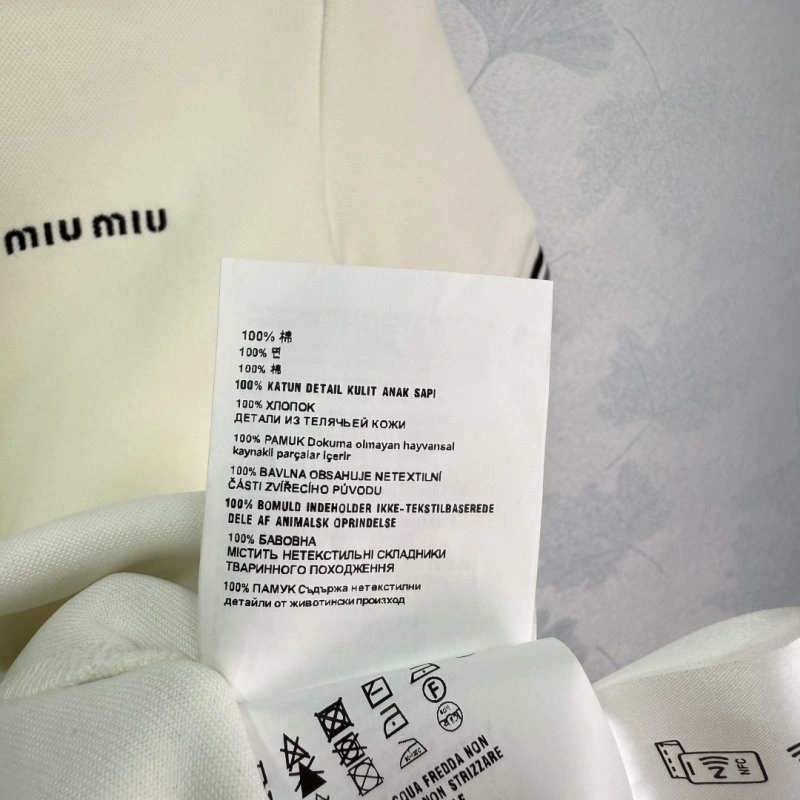 miu miu
100% 棉
100% 면
100% 棉
100% KATUN DETAIL KULIT ANAK SAPI
100% ХЛОПОК
ДЕТАЛИ ИЗ ТЕЛЯЧЬЕЙ КОЖИ
100% PAMUK Dokuma olmayan hayvansal
kaynakli parçalar içerir
100% BAVLNA OBSAHUJE NETEXTILNÍ
ČÁSTI ZVÍŘECÍHO PŮVODU
100% BOMULD INDEHOLDER IKKE-TEKSTILBASEREDE
DELE AF ANIMALSK OPRINDELSE
100% БАВОВНА
МІСТИТЬ НЕТЕКСТИЛЬНІ СКЛАДНИКИ
ТВАРИННОГО ПОХОДЖЕННЯ
100% ПАМУК Съдържа нетекстилни
детайли от животински произход
F
FREDDA NON
NON STRIZZARE
NFC